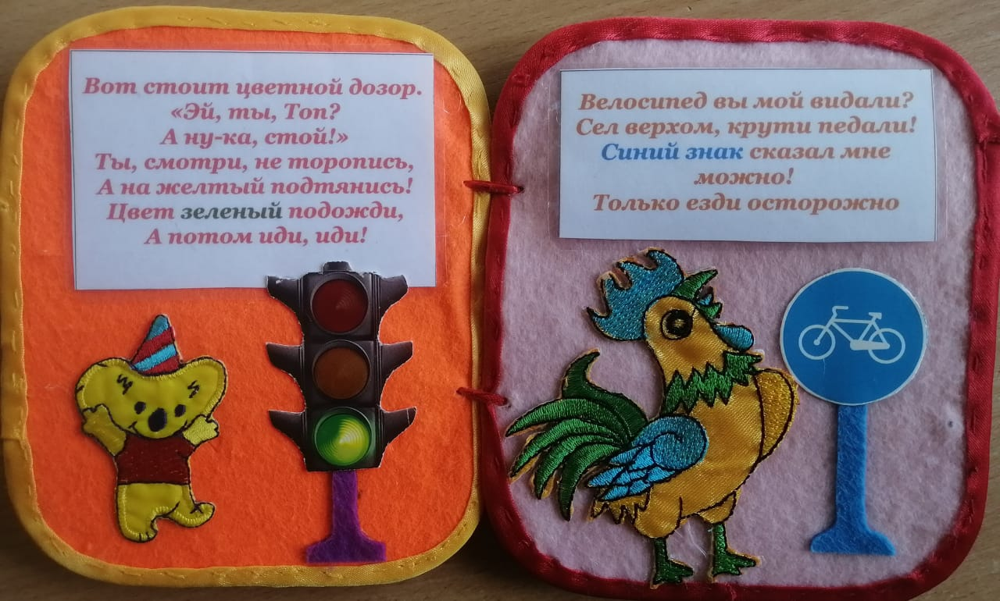 Вот стоит цветной дозор.
«Эй, ты, Топ?
А ну-ка, стой!»
Ты, смотри, не торопись,
А на желтый подтянись!
Цвет зеленый подожди,
А потом иди, иди!
Велосипед вы мой видали?
Сел верхом, крути педали!
Синий знак сказал мне
можно!
Только езди осторожно